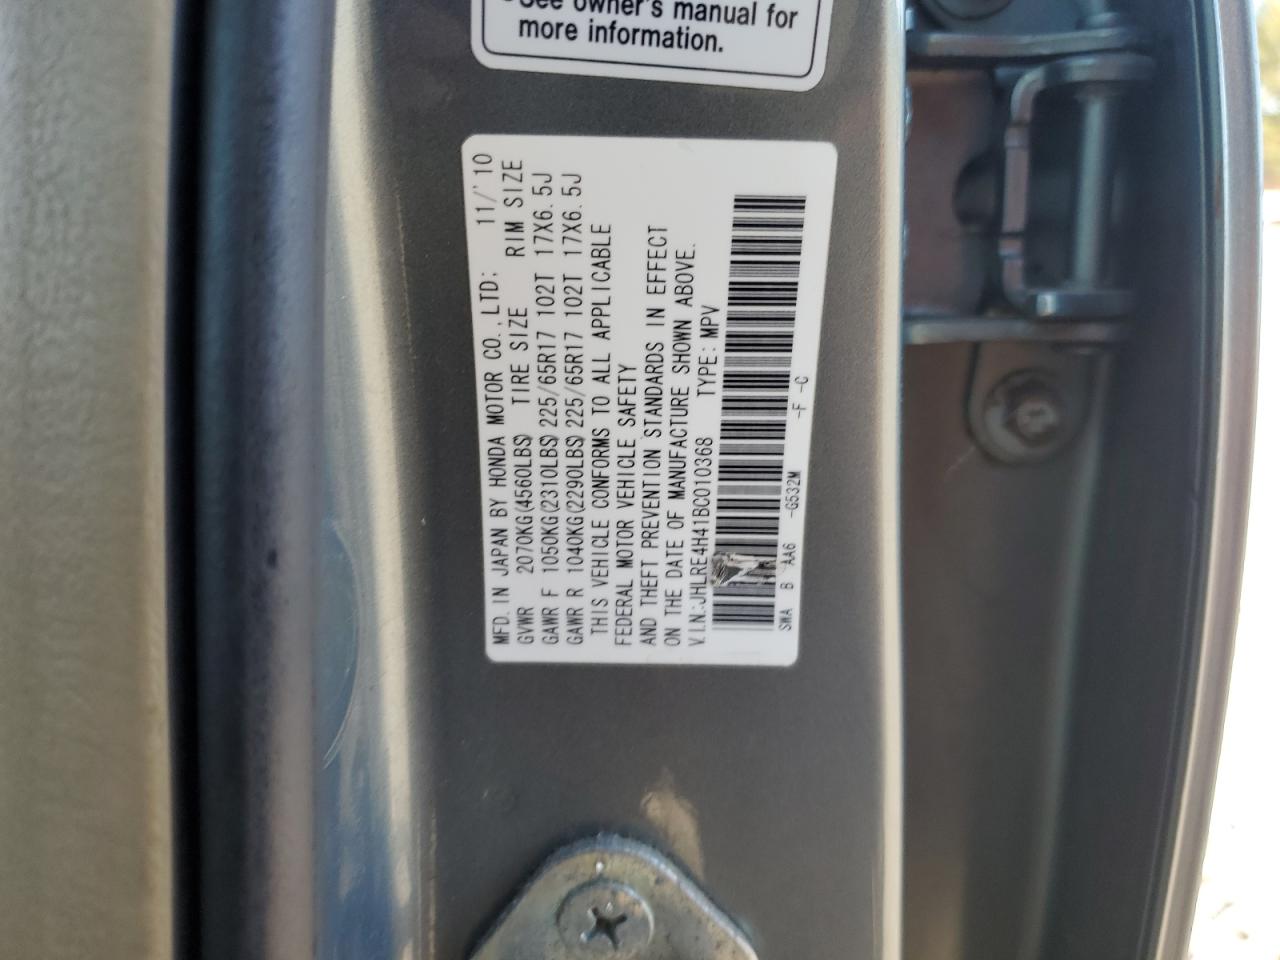 See owner's manual for
more information.
MFD. IN JAPAN BY HONDA MOTOR CO., LTD: 11/'10
GVWR 2070KG(4560LBS) TIRE SIZE RIM SIZE
GAWR F 1050KG(2310LBS) 225/65R17 102T 17X6.5J
GAWR R 1040KG(2290LBS) 225/65R17 102T 17X6.5J
THIS VEHICLE CONFORMS TO ALL APPLICABLE
FEDERAL MOTOR VEHICLE SAFETY
AND THEFT PREVENTION STANDARDS IN EFFECT
ON THE DATE OF MANUFACTURE SHOWN ABOVE.
V.I.N.:JHLRE4H41BC010368 TYPE: MPV
SWA B -AA6 -G532M -F -C